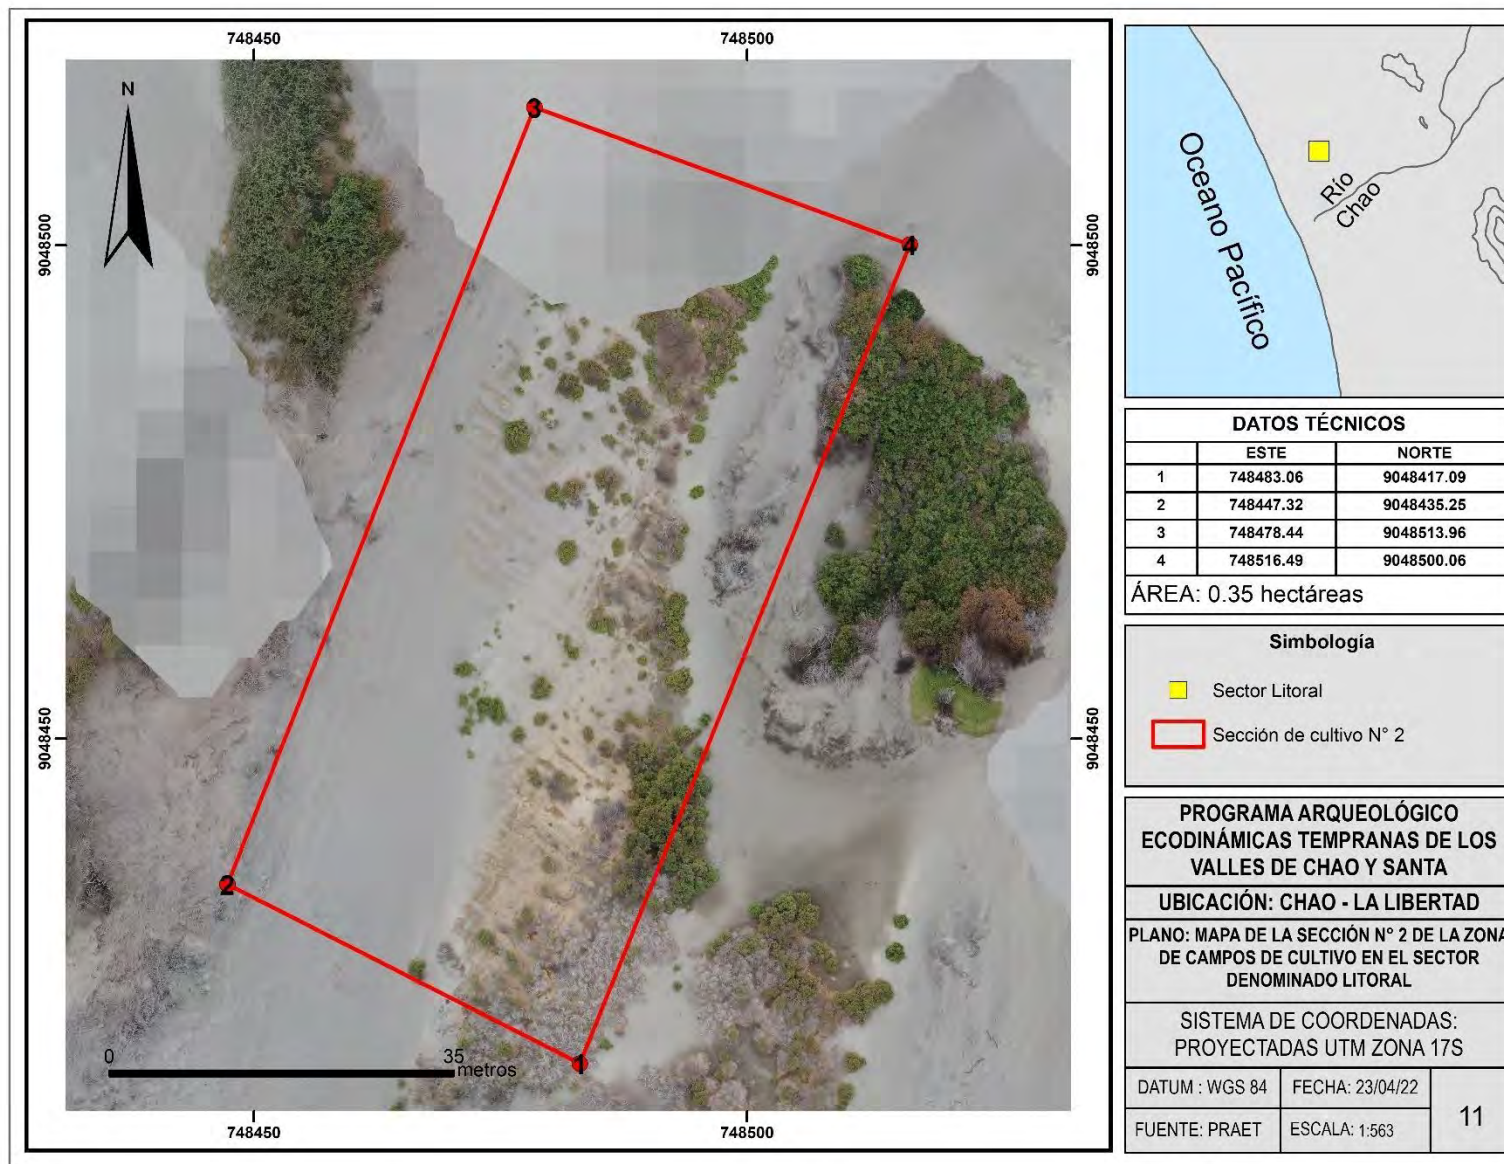 748450
748500
N
3
4
9048500
9048500
9048450
9048450
2
1
0
35
metros
748450
748500
Oceano Pacífico
Río
Chao
DATOS TÉCNICOS
ESTE NORTE
1 748483.06 9048417.09
2 748447.32 9048435.25
3 748478.44 9048513.96
4 748516.49 9048500.06
ÁREA: 0.35 hectáreas
Simbología
Sector Litoral
Sección de cultivo N° 2
PROGRAMA ARQUEOLÓGICO
ECODINÁMICAS TEMPRANAS DE LOS
VALLES DE CHAO Y SANTA
UBICACIÓN: CHAO - LA LIBERTAD
PLANO: MAPA DE LA SECCIÓN N° 2 DE LA ZONA
DE CAMPOS DE CULTIVO EN EL SECTOR
DENOMINADO LITORAL
SISTEMA DE COORDENADAS:
PROYECTADAS UTM ZONA 17S
DATUM : WGS 84 FECHA: 23/04/22
FUENTE: PRAET ESCALA: 1:563
11